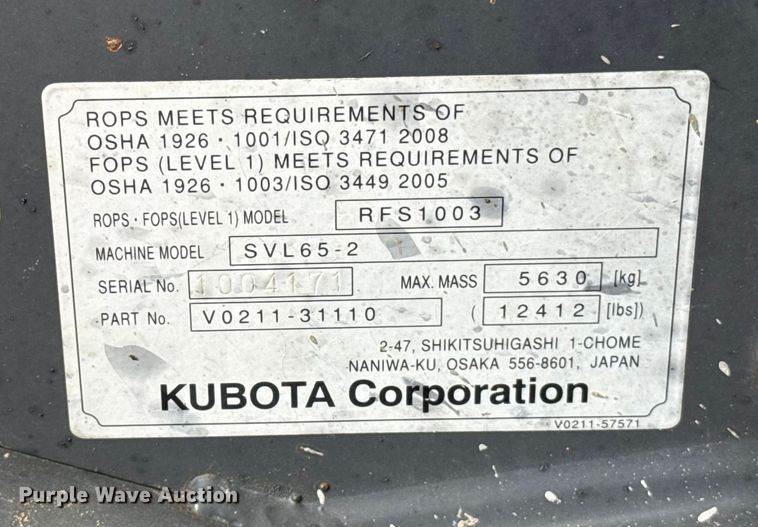 ROPS MEETS REQUIREMENTS OF
OSHA 1926・1001/ISO 3471 2008
FOPS (LEVEL 1) MEETS REQUIREMENTS OF
OSHA 1926・1003/ISO 3449 2005
ROPS・FOPS(LEVEL 1) MODEL RFS1003
MACHINE MODEL SVL65-2
SERIAL No. 1004171 MAX. MASS 5630 [kg]
PART No. V0211-31110 ( 12412 [lbs])
2-47, SHIKITSUHIGASHI 1-CHOME
NANIWA-KU, OSAKA 556-8601, JAPAN
KUBOTA Corporation
V0211-57571
Purple Wave Auction